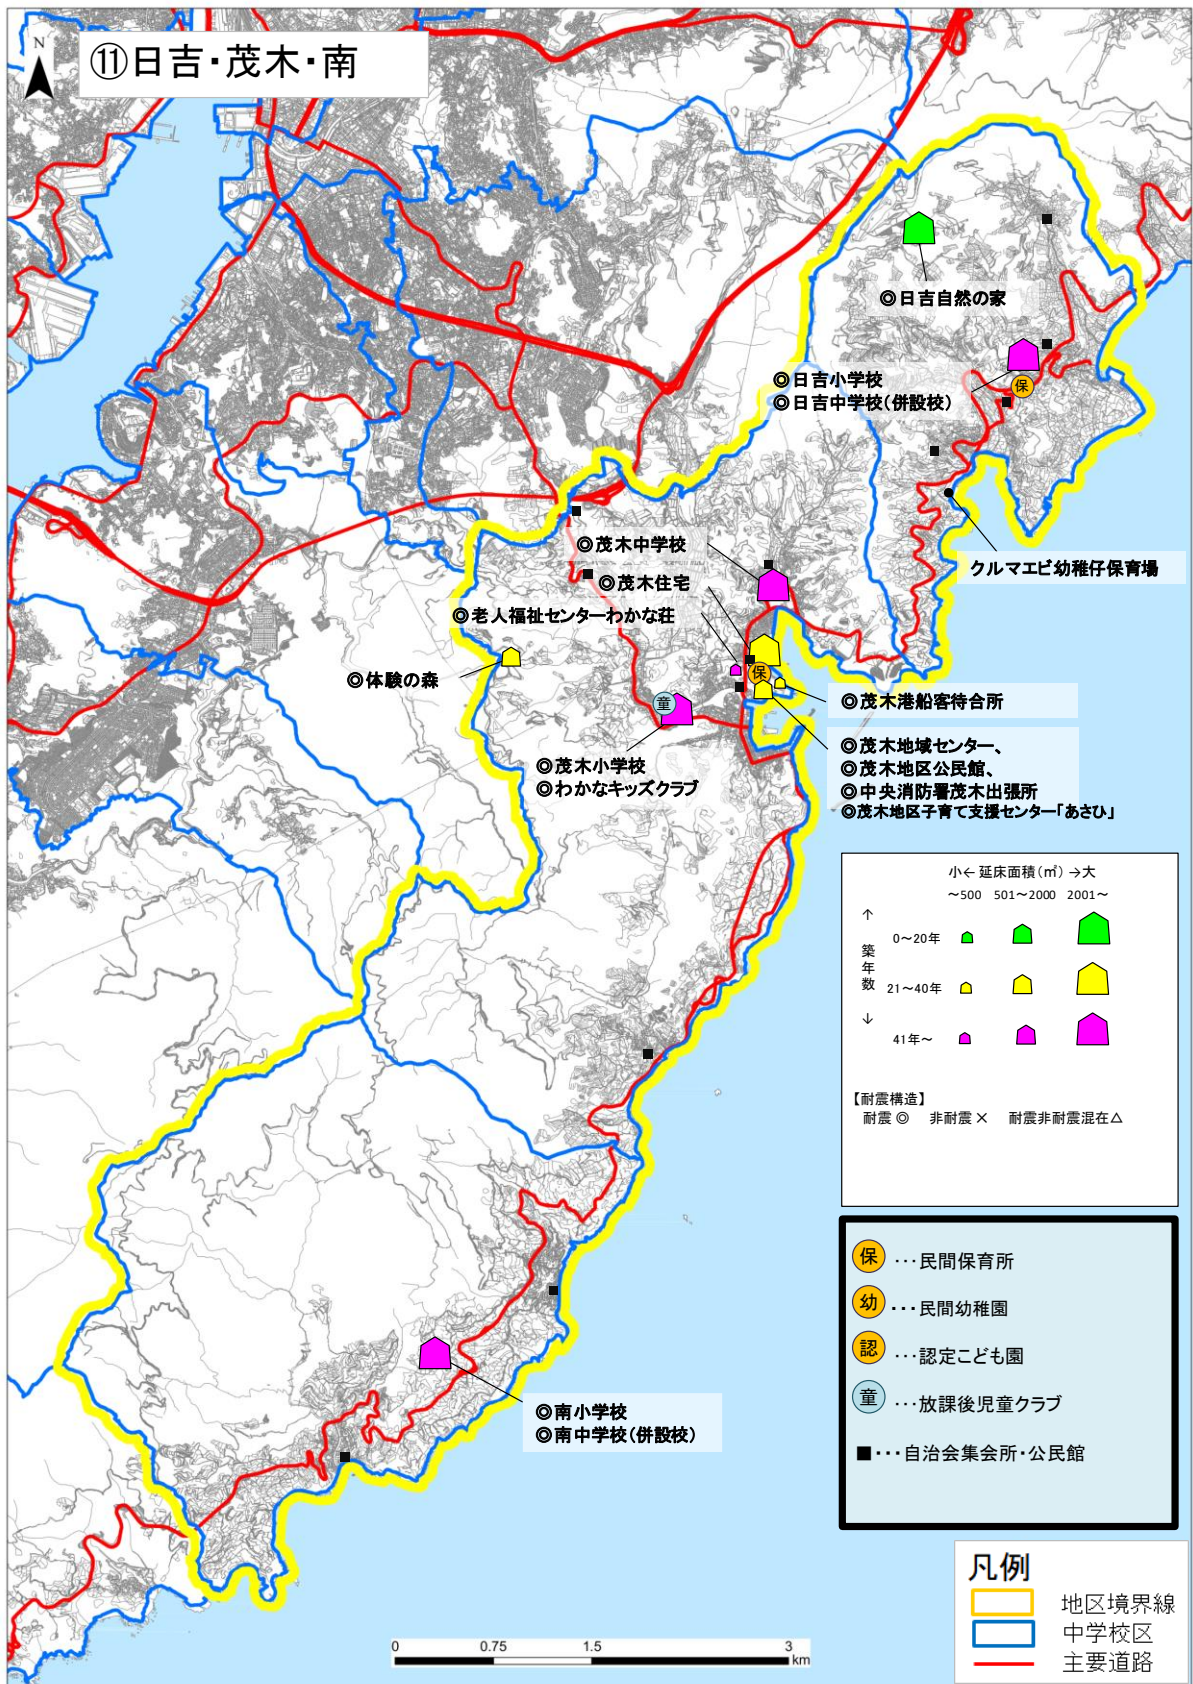 N
⑪日吉・茂木・南
◎日吉自然の家
◎日吉小学校
◎日吉中学校(併設校)
保
クルマエビ幼稚仔保育場
◎茂木中学校
◎茂木住宅
◎老人福祉センターわかな荘
◎体験の森
保
童
◎茂木港船客待合所
◎茂木小学校
◎わかなキッズクラブ
◎茂木地域センター、
◎茂木地区公民館、
◎中央消防署茂木出張所
◎茂木地区子育て支援センター「あさひ」
小← 延床面積(㎡) →大
～500 501～2000 2001～
↑
築年数
↓
0～20年
21～40年
41年～
【耐震構造】
耐震 ◎ 非耐震 × 耐震非耐震混在△
保 …民間保育所
幼 …民間幼稚園
認 …認定こども園
童 …放課後児童クラブ
■…自治会集会所・公民館
◎南小学校
◎南中学校(併設校)
凡例
地区境界線
中学校区
主要道路
0 0.75 1.5 3
km